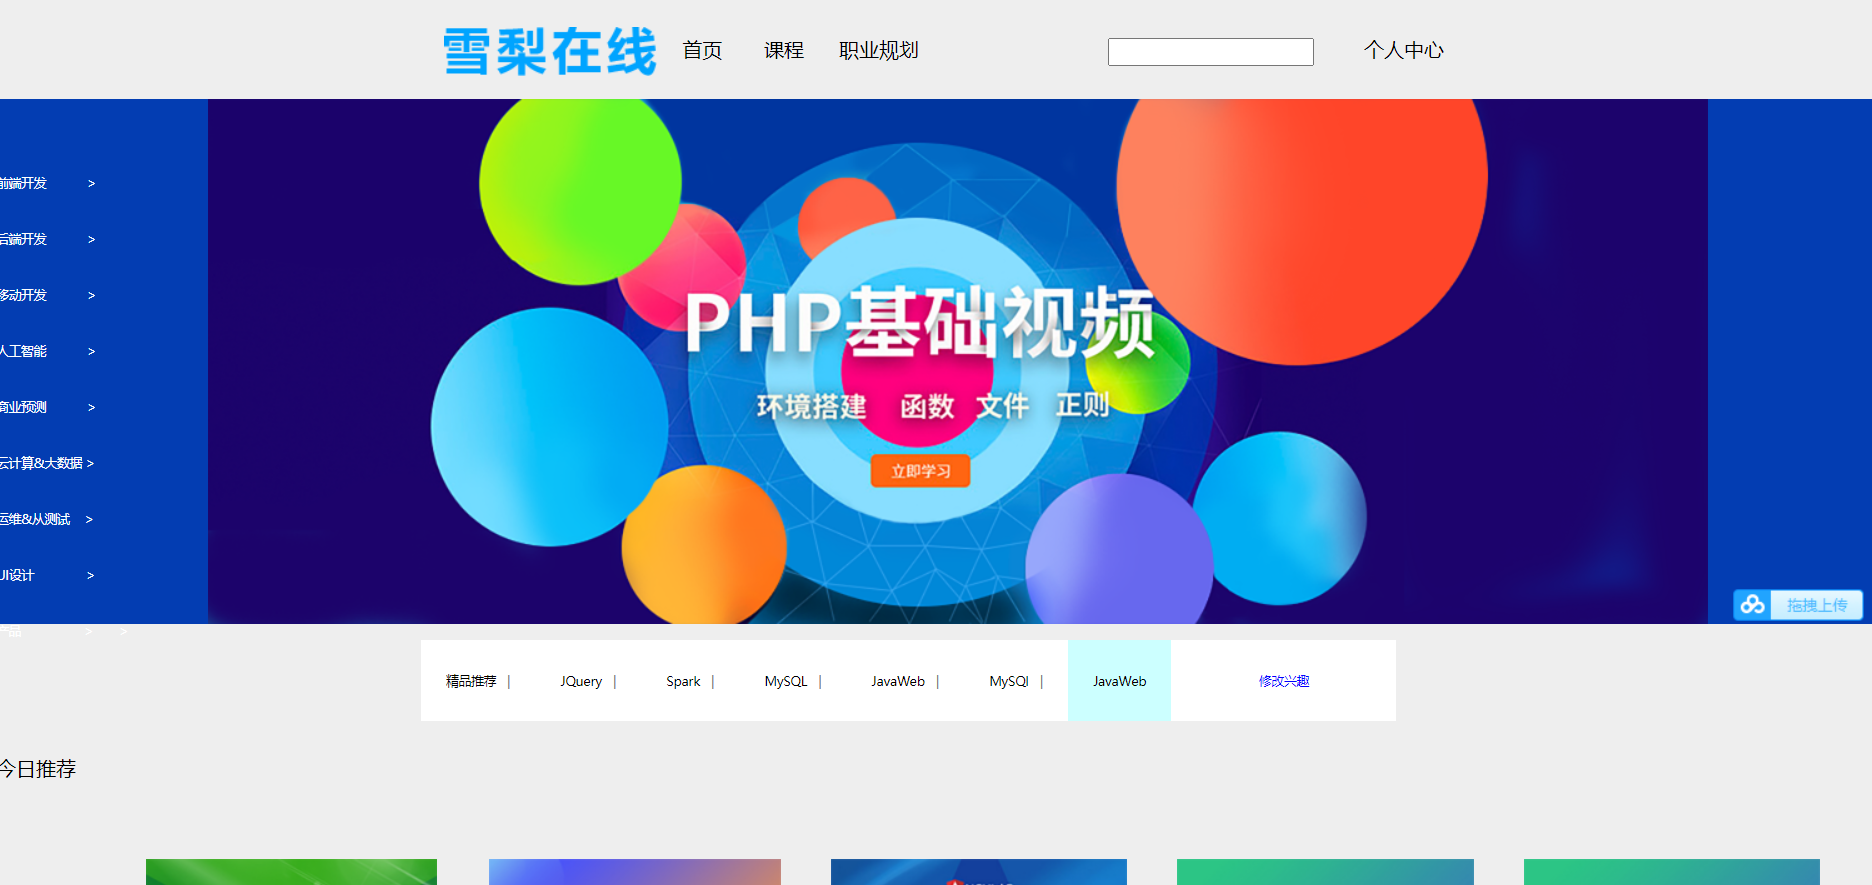 雪梨在线 首页 课程 职业规划 个人中心
前端开发 >
后端开发 >
移动开发 >
人工智能 >
商业预测 >
云计算&大数据 >
运维&从测试 >
UI设计 >
产品 > >
PHP基础视频
环境搭建 函数 文件 正则
立即学习
拖拽上传
精品推荐 | JQuery | Spark | MySQL | JavaWeb | MySQl | JavaWeb 修改兴趣
今日推荐